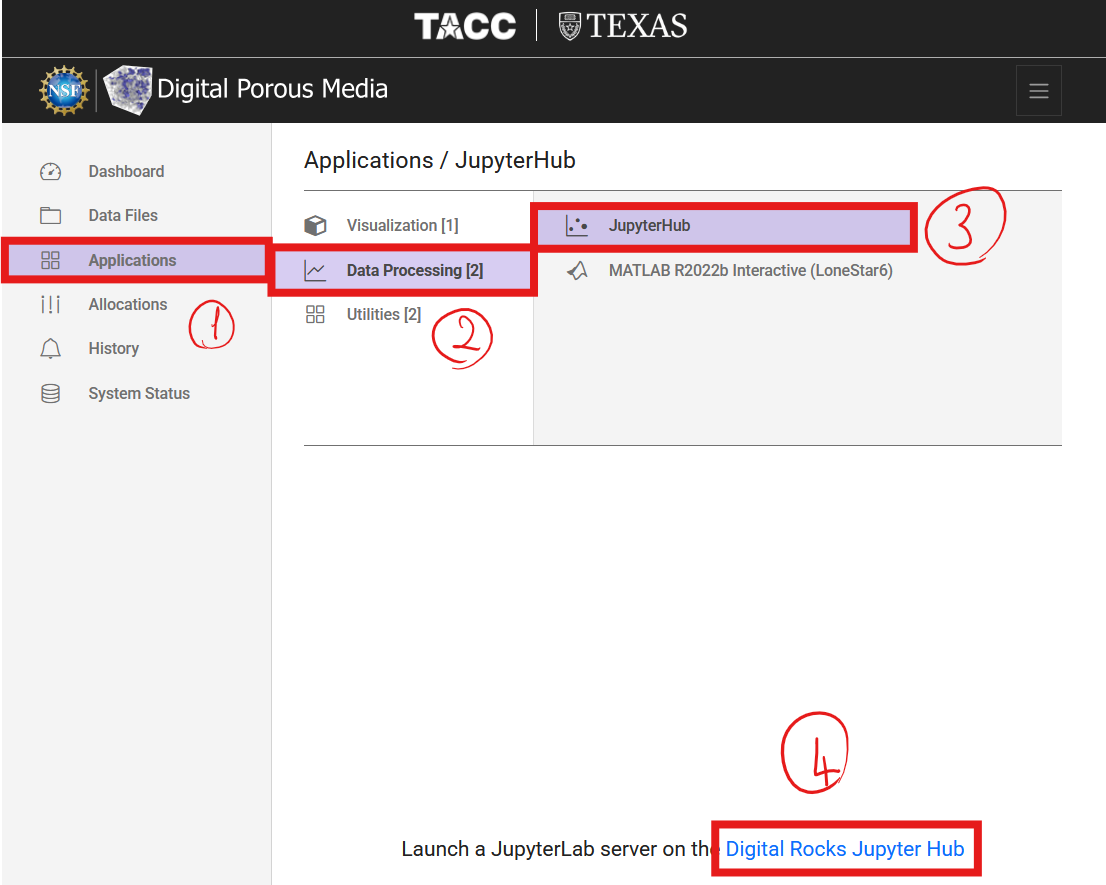 TACC TEXAS
NSF Digital Porous Media
Dashboard
Data Files
Applications
Allocations
History
System Status
1
Applications / JupyterHub
Visualization [1]
Data Processing [2]
Utilities [2]
2
JupyterHub
MATLAB R2022b Interactive (LoneStar6)
3
4
Launch a JupyterLab server on the Digital Rocks Jupyter Hub